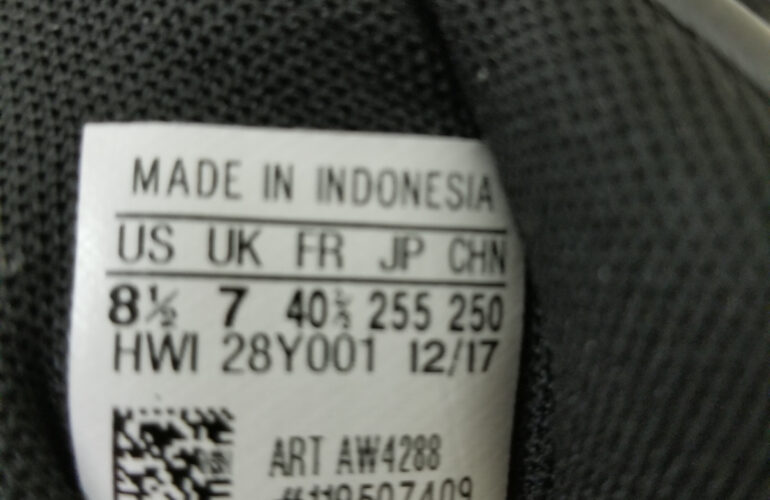 MADE IN INDONESIA
US UK FR JP CHN
8½ 7 40⅔ 255 250
HWI 28Y001 12/17
ART AW4288
#119507409